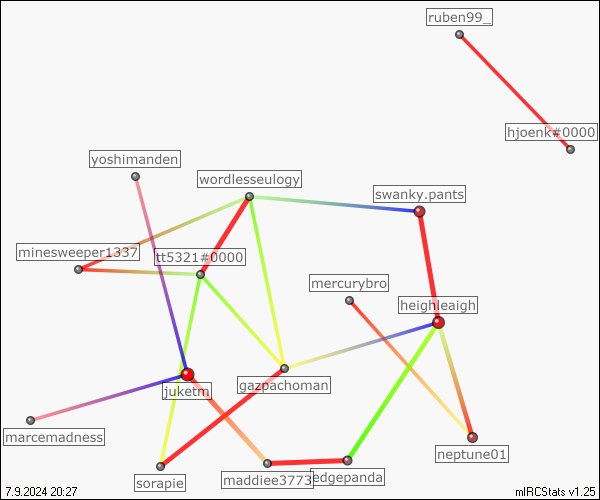 ruben99_
hjoenk#0000
yoshimanden
wordlesseulogy
swanky.pants
minesweeper1337
tt5321#0000
mercurybro
heighleaigh
gazpachoman
juketm
marcemadness
neptune01
sorapie
maddiee3773
edgepanda
7.9.2024 20:27
mIRCStats v1.25